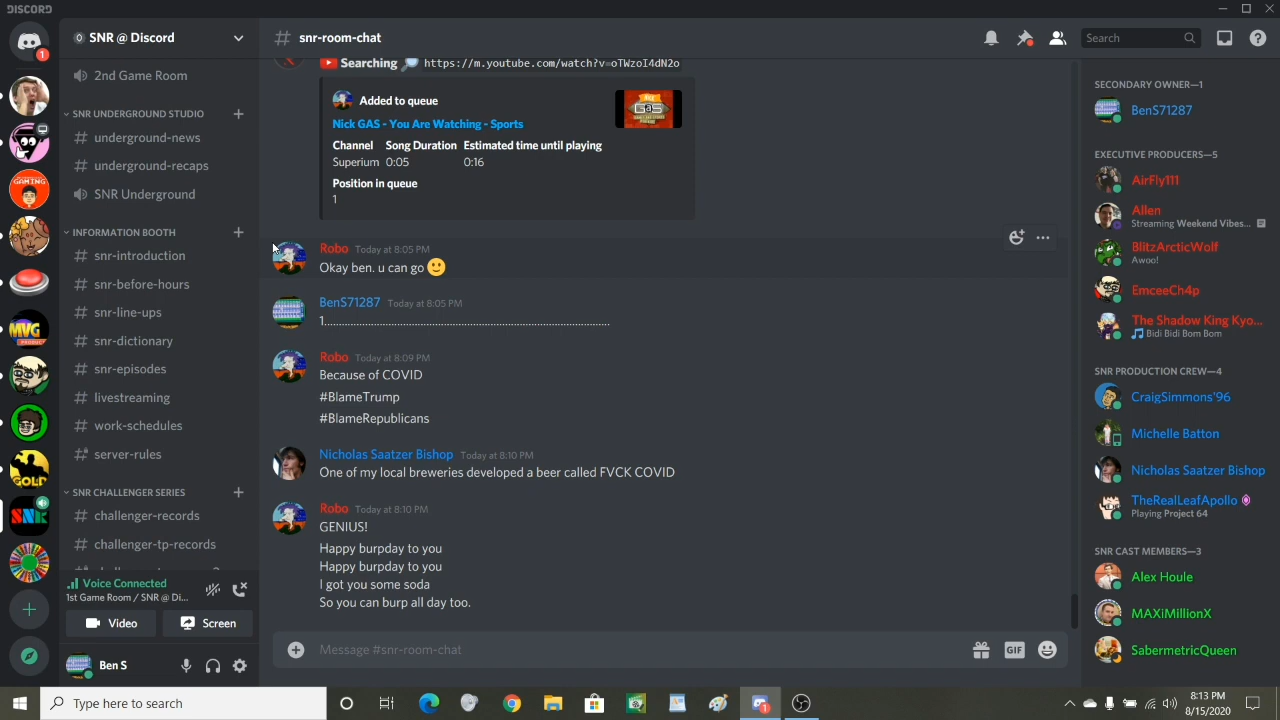 DISCORD
SNR @ Discord
snr-room-chat
Search
2nd Game Room
SNR UNDERGROUND STUDIO
underground-news
underground-recaps
SNR Underground
INFORMATION BOOTH
snr-introduction
snr-before-hours
snr-line-ups
snr-dictionary
snr-episodes
livestreaming
work-schedules
server-rules
SNR CHALLENGER SERIES
challenger-records
challenger-tp-records
Voice Connected
1st Game Room / SNR @ Di...
Video
Screen
Ben S
Searching https://m.youtube.com/watch?v=oTWzoI4dN2o
Added to queue
Nick GAS - You Are Watching - Sports
Channel Song Duration Estimated time until playing
Superium 0:05 0:16
Position in queue
1
GAS
Robo Today at 8:05 PM
Okay ben. u can go
BenS71287 Today at 8:05 PM
1...............................................................................................
Robo Today at 8:09 PM
Because of COVID
#BlameTrump
#BlameRepublicans
Nicholas Saatzer Bishop Today at 8:10 PM
One of my local breweries developed a beer called FVCK COVID
Robo Today at 8:10 PM
GENIUS!
Happy burpday to you
Happy burpday to you
I got you some soda
So you can burp all day too.
Message #snr-room-chat
GIF
SECONDARY OWNER—1
BenS71287
EXECUTIVE PRODUCERS—5
AirFly111
Allen
Streaming Weekend Vibes...
BlitzArcticWolf
Awoo!
EmceeCh4p
The Shadow King Kyo...
Bidi Bidi Bom Bom
SNR PRODUCTION CREW—4
CraigSimmons'96
Michelle Batton
Nicholas Saatzer Bishop
TheRealLeafApollo
Playing Project 64
SNR CAST MEMBERS—3
Alex Houle
MAXiMillionX
SabermetricQueen
1
GAMING
MVG
PRODUCT
GOLD
SNR
Type here to search
1
8:13 PM
8/15/2020